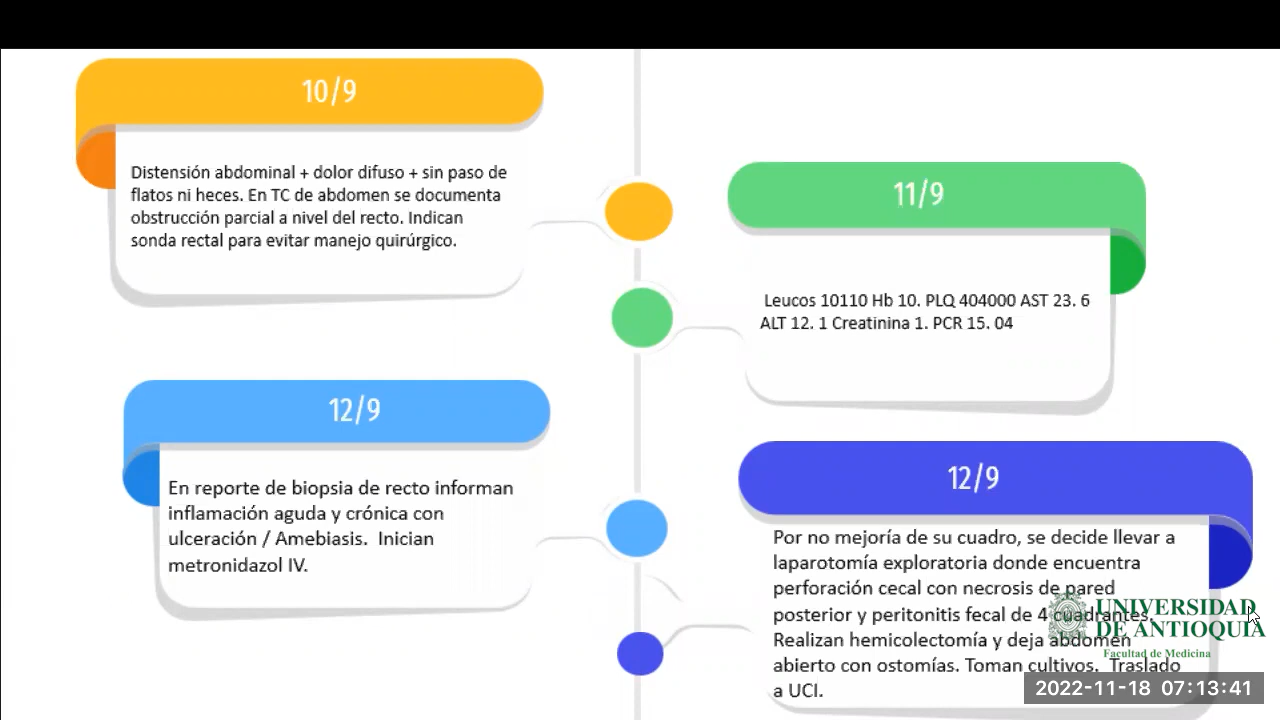 10/9
Distensión abdominal + dolor difuso + sin paso de
flatos ni heces. En TC de abdomen se documenta
obstrucción parcial a nivel del recto. Indican
sonda rectal para evitar manejo quirúrgico.
11/9
Leucos 10110 Hb 10. PLQ 404000 AST 23. 6
ALT 12. 1 Creatinina 1. PCR 15. 04
12/9
En reporte de biopsia de recto informan
inflamación aguda y crónica con
ulceración / Amebiasis. Inician
metronidazol IV.
12/9
Por no mejoría de su cuadro, se decide llevar a
laparotomía exploratoria donde encuentra
perforación cecal con necrosis de pared
posterior y peritonitis fecal de 4 cuadrantes.
Realizan hemicolectomía y deja abdomen
abierto con ostomías. Toman cultivos. Traslado
a UCI.
UNIVERSIDAD
DE ANTIOQUIA
Facultad de Medicina
2022-11-18 07:13:41